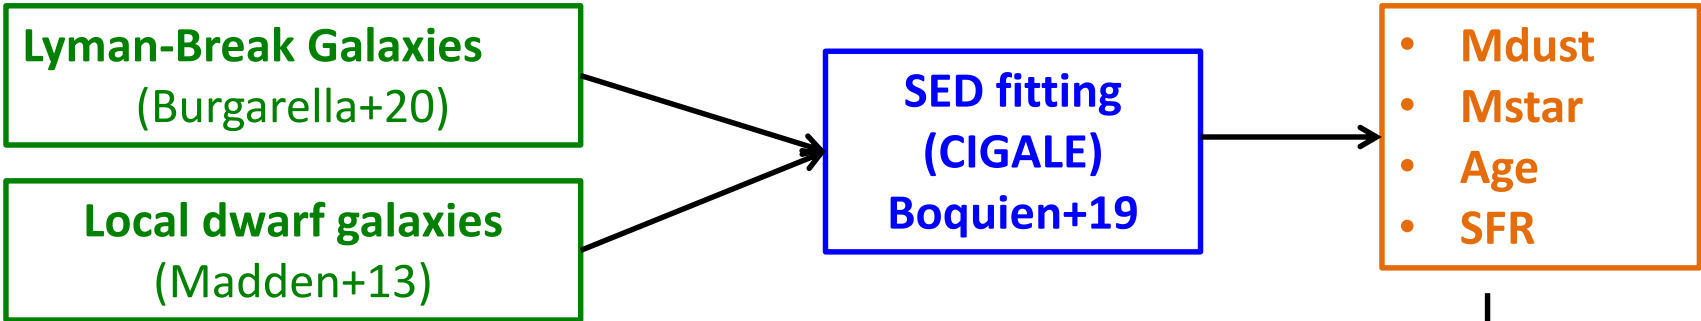 Lyman-Break Galaxies
(Burgarella+20)
Local dwarf galaxies
(Madden+13)
SED fitting
(CIGALE)
Boquien+19
• Mdust
• Mstar
• Age
• SFR